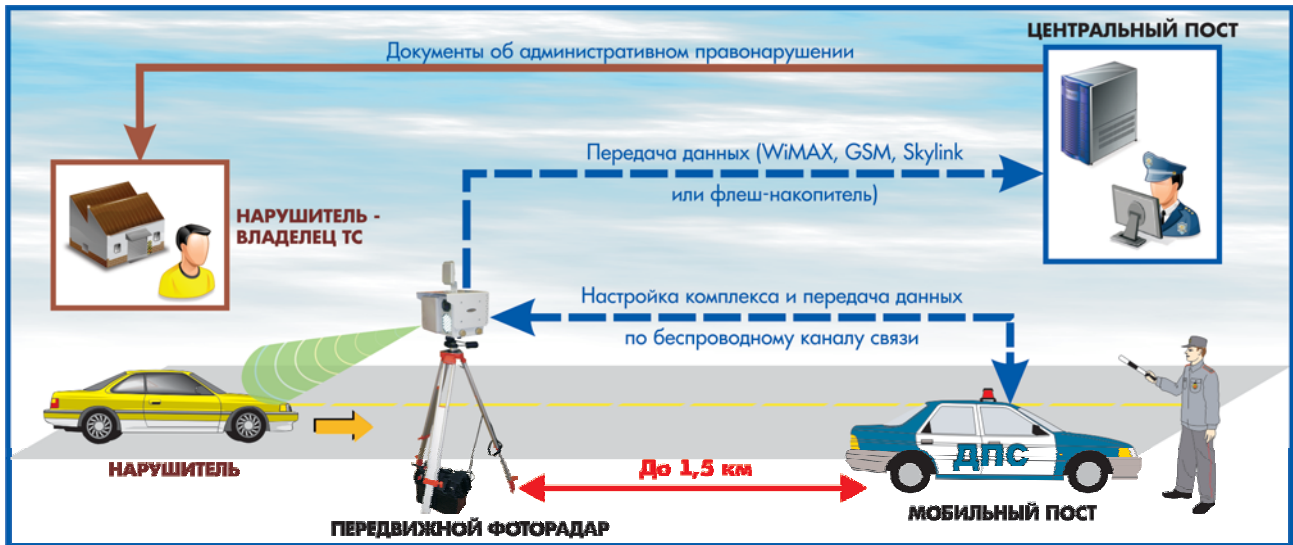 ЦЕНТРАЛЬНЫЙ ПОСТ
Документы об административном правонарушении
Передача данных (WiMAX, GSM, Skylink
или флеш-накопитель)
НАРУШИТЕЛЬ -
ВЛАДЕЛЕЦ ТС
Настройка комплекса и передача данных
по беспроводному каналу связи
НАРУШИТЕЛЬ
До 1,5 км
ДПС
ПЕРЕДВИЖНОЙ ФОТОРАДАР
МОБИЛЬНЫЙ ПОСТ